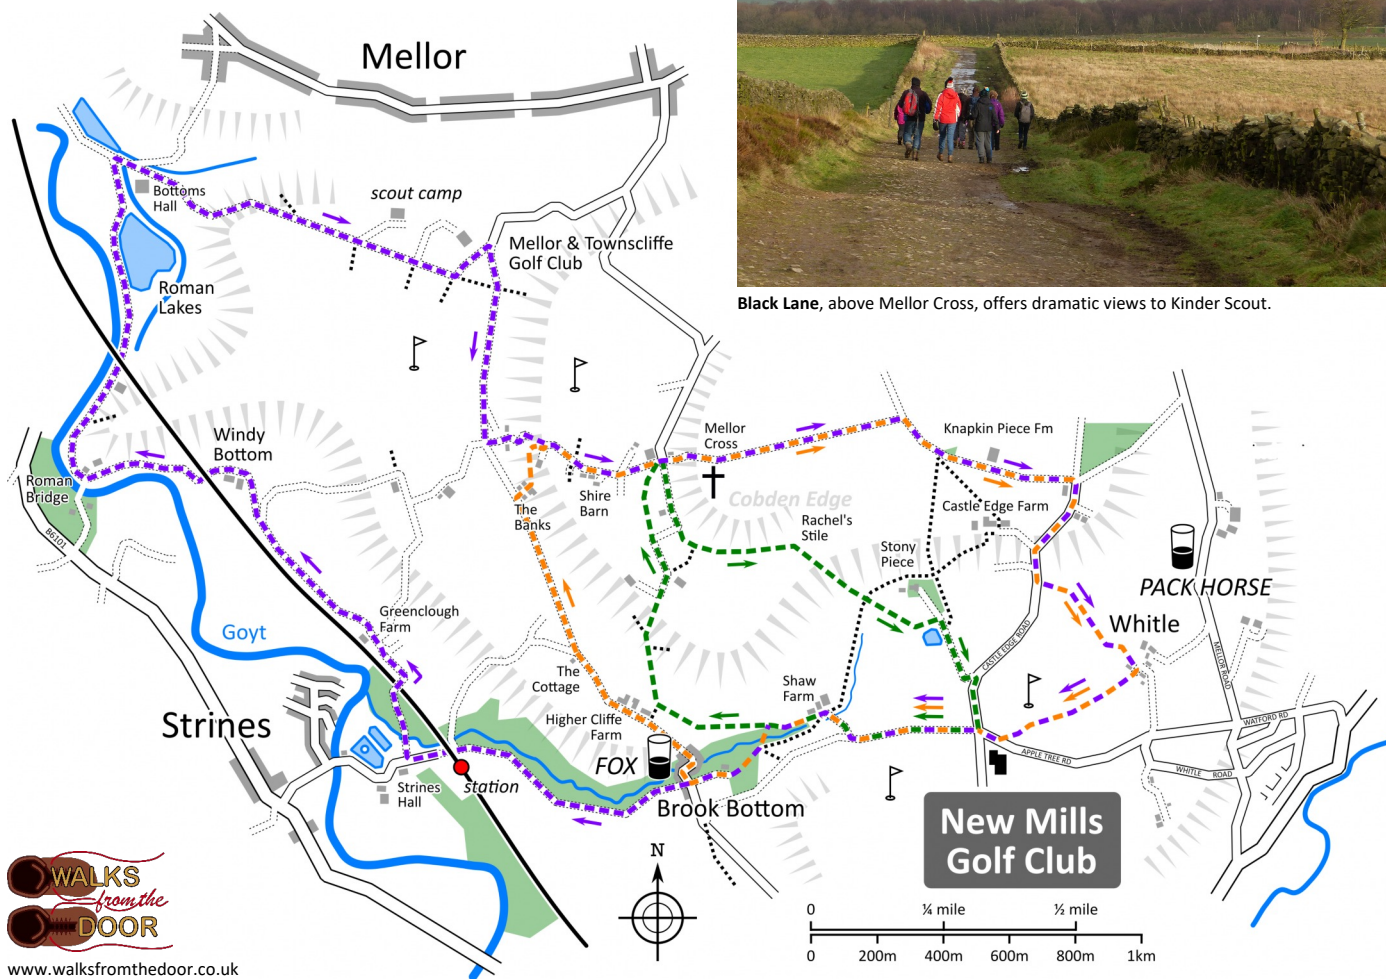 Mellor
Bottoms
Hall
scout camp
Mellor & Townscliffe
Golf Club
Roman
Lakes
Black Lane, above Mellor Cross, offers dramatic views to Kinder Scout.
Windy
Bottom
Mellor
Cross
Knapkin Piece Fm
Roman
Bridge
Shire
Barn
The
Banks
Cobden Edge
Rachel's
Stile
Castle Edge Farm
Stony
Piece
B6101
PACK HORSE
Goyt
Greenclough
Farm
CASTLE EDGE ROAD
Whittle
MELLOR ROAD
The
Cottage
Shaw
Farm
Strines
Higher Cliffe
Farm
FOX
WATFORD RD
APPLE TREE RD
WHITLE ROAD
station
Strines
Hall
Brook Bottom
New Mills
Golf Club
N
WALKS
from the
DOOR
www.walksfromthedoor.co.uk
0 ¼ mile ½ mile
0 200m 400m 600m 800m 1km